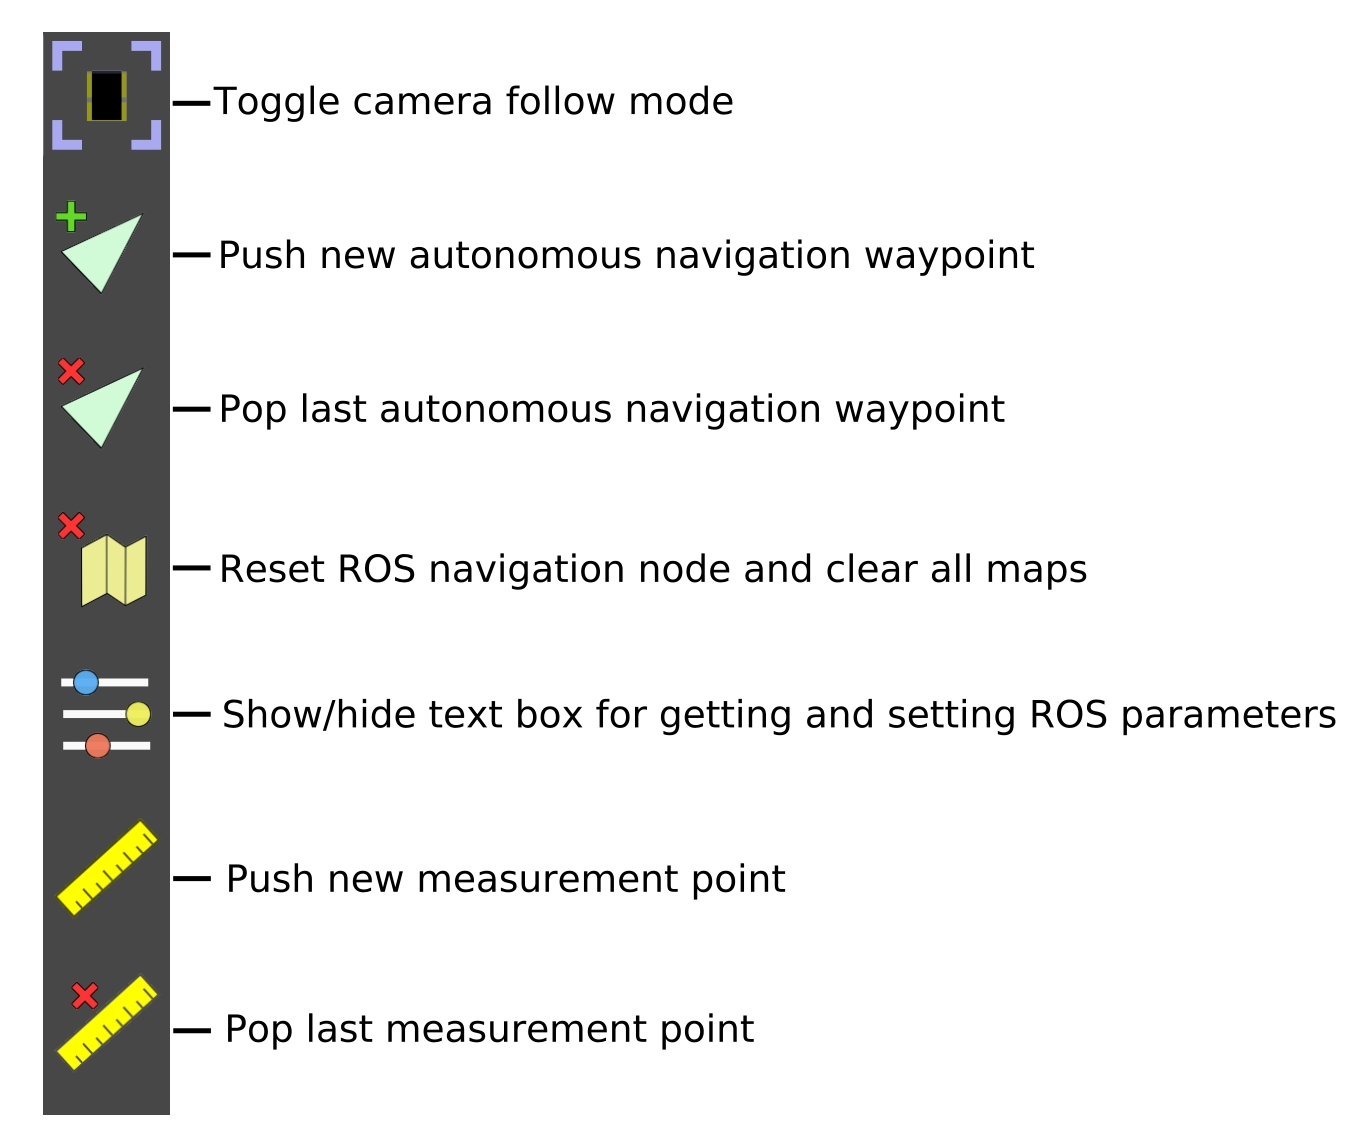 Toggle camera follow mode
Push new autonomous navigation waypoint
Pop last autonomous navigation waypoint
Reset ROS navigation node and clear all maps
Show/hide text box for getting and setting ROS parameters
Push new measurement point
Pop last measurement point